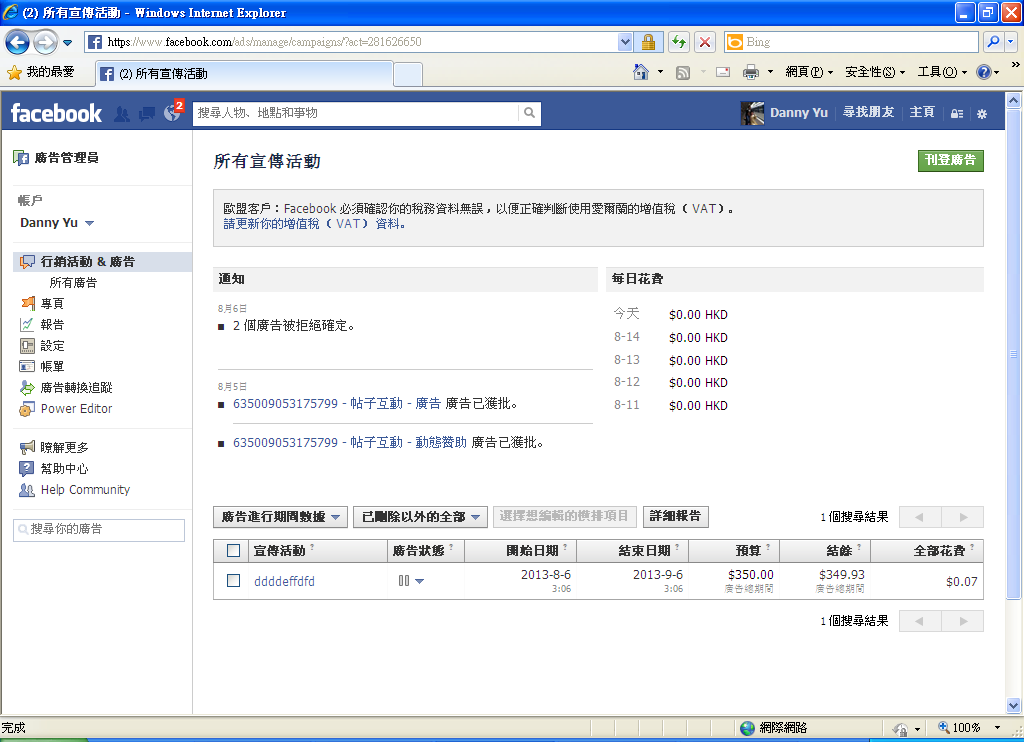 (2) 所有宣傳活動 - Windows Internet Explorer
https://www.facebook.com/ads/manage/campaigns/?act=281626650
Bing
我的最愛
(2) 所有宣傳活動
網頁(P)
安全性(S)
工具(O)
»
facebook
2
搜尋人物、地點和事物
Danny Yu
尋找朋友
主頁
廣告管理員
帳戶
Danny Yu
行銷活動 & 廣告
所有廣告
專頁
報告
設定
帳單
廣告轉換追蹤
Power Editor
瞭解更多
幫助中心
Help Community
搜尋你的廣告
所有宣傳活動
刊登廣告
歐盟客戶：Facebook 必須確認你的稅務資料無誤，以便正確判斷使用愛爾蘭的增值稅（ VAT）。
請更新你的增值稅（ VAT） 資料。
通知
8月6日
2 個廣告被拒絕確定。
8月5日
635009053175799 - 帖子互動 - 廣告 廣告已獲批。
635009053175799 - 帖子互動 - 動態贊助 廣告已獲批。
每日花費
今天 $0.00 HKD
8-14 $0.00 HKD
8-13 $0.00 HKD
8-12 $0.00 HKD
8-11 $0.00 HKD
廣告進行期間數據
已刪除以外的全部
選擇想編輯的橫排項目
詳細報告
1 個搜尋結果
宣傳活動 ? 廣告狀態 ? 開始日期 ? 結束日期 ? 預算 ? 結餘 ? 全部花費 ?
ddddeffdfd 2013-8-6 2013-9-6 $350.00 $349.93 $0.07
3:06 3:06 廣告總期間 廣告總期間
1 個搜尋結果
完成
網際網路
100%